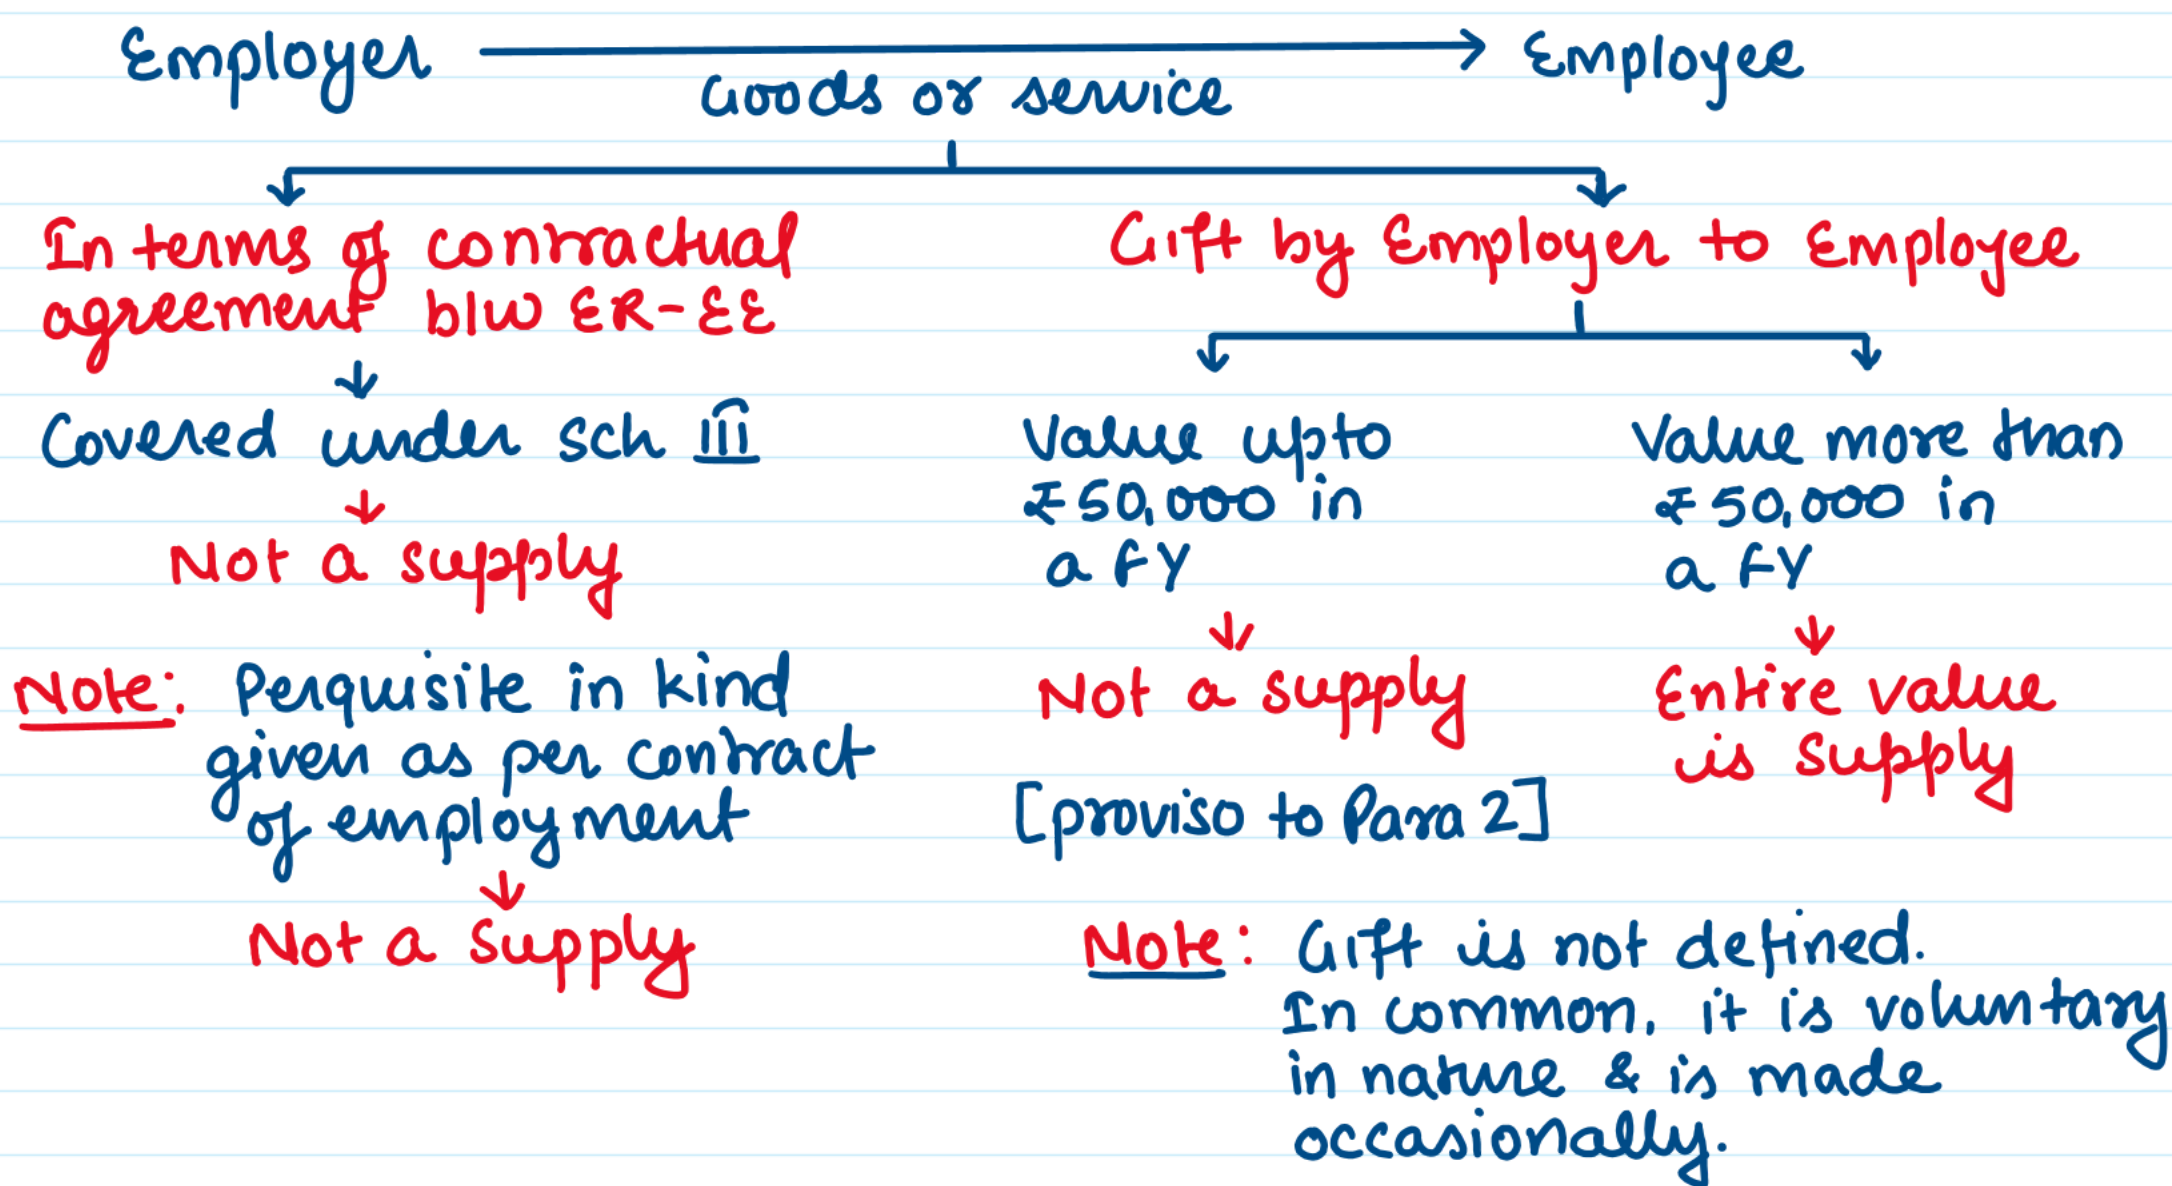 Employer → Employee
Goods or service
In terms of contractual
agreement b/w ER-EE
↓
Covered under sch III
↓
Not a supply
Note: Perquisite in kind
given as per contract
of employment
↓
Not a supply
Gift by Employer to Employee
Value upto
₹50,000 in
a FY
↓
Not a supply
[proviso to Para 2]
Value more than
₹50,000 in
a FY
↓
Entire value
is supply
Note: Gift is not defined.
In common, it is voluntary
in nature & is made
occasionally.